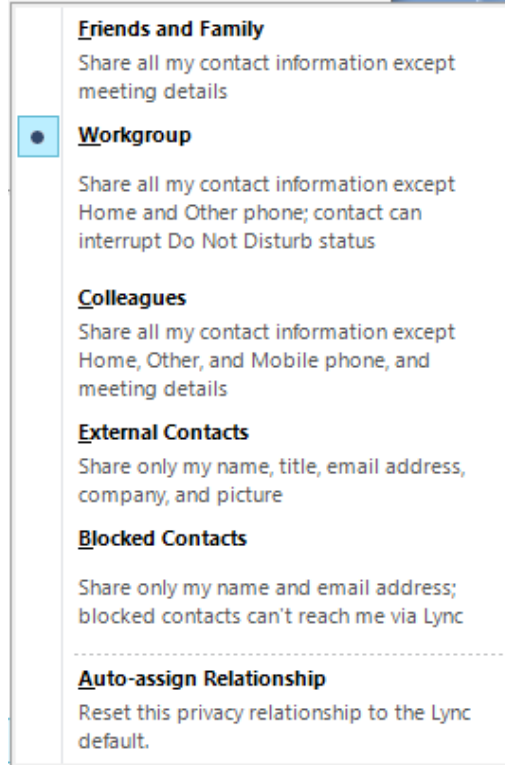 Friends and Family
Share all my contact information except
meeting details
Workgroup
Share all my contact information except
Home and Other phone; contact can
interrupt Do Not Disturb status
Colleagues
Share all my contact information except
Home, Other, and Mobile phone, and
meeting details
External Contacts
Share only my name, title, email address,
company, and picture
Blocked Contacts
Share only my name and email address;
blocked contacts can't reach me via Lync
Auto-assign Relationship
Reset this privacy relationship to the Lync
default.